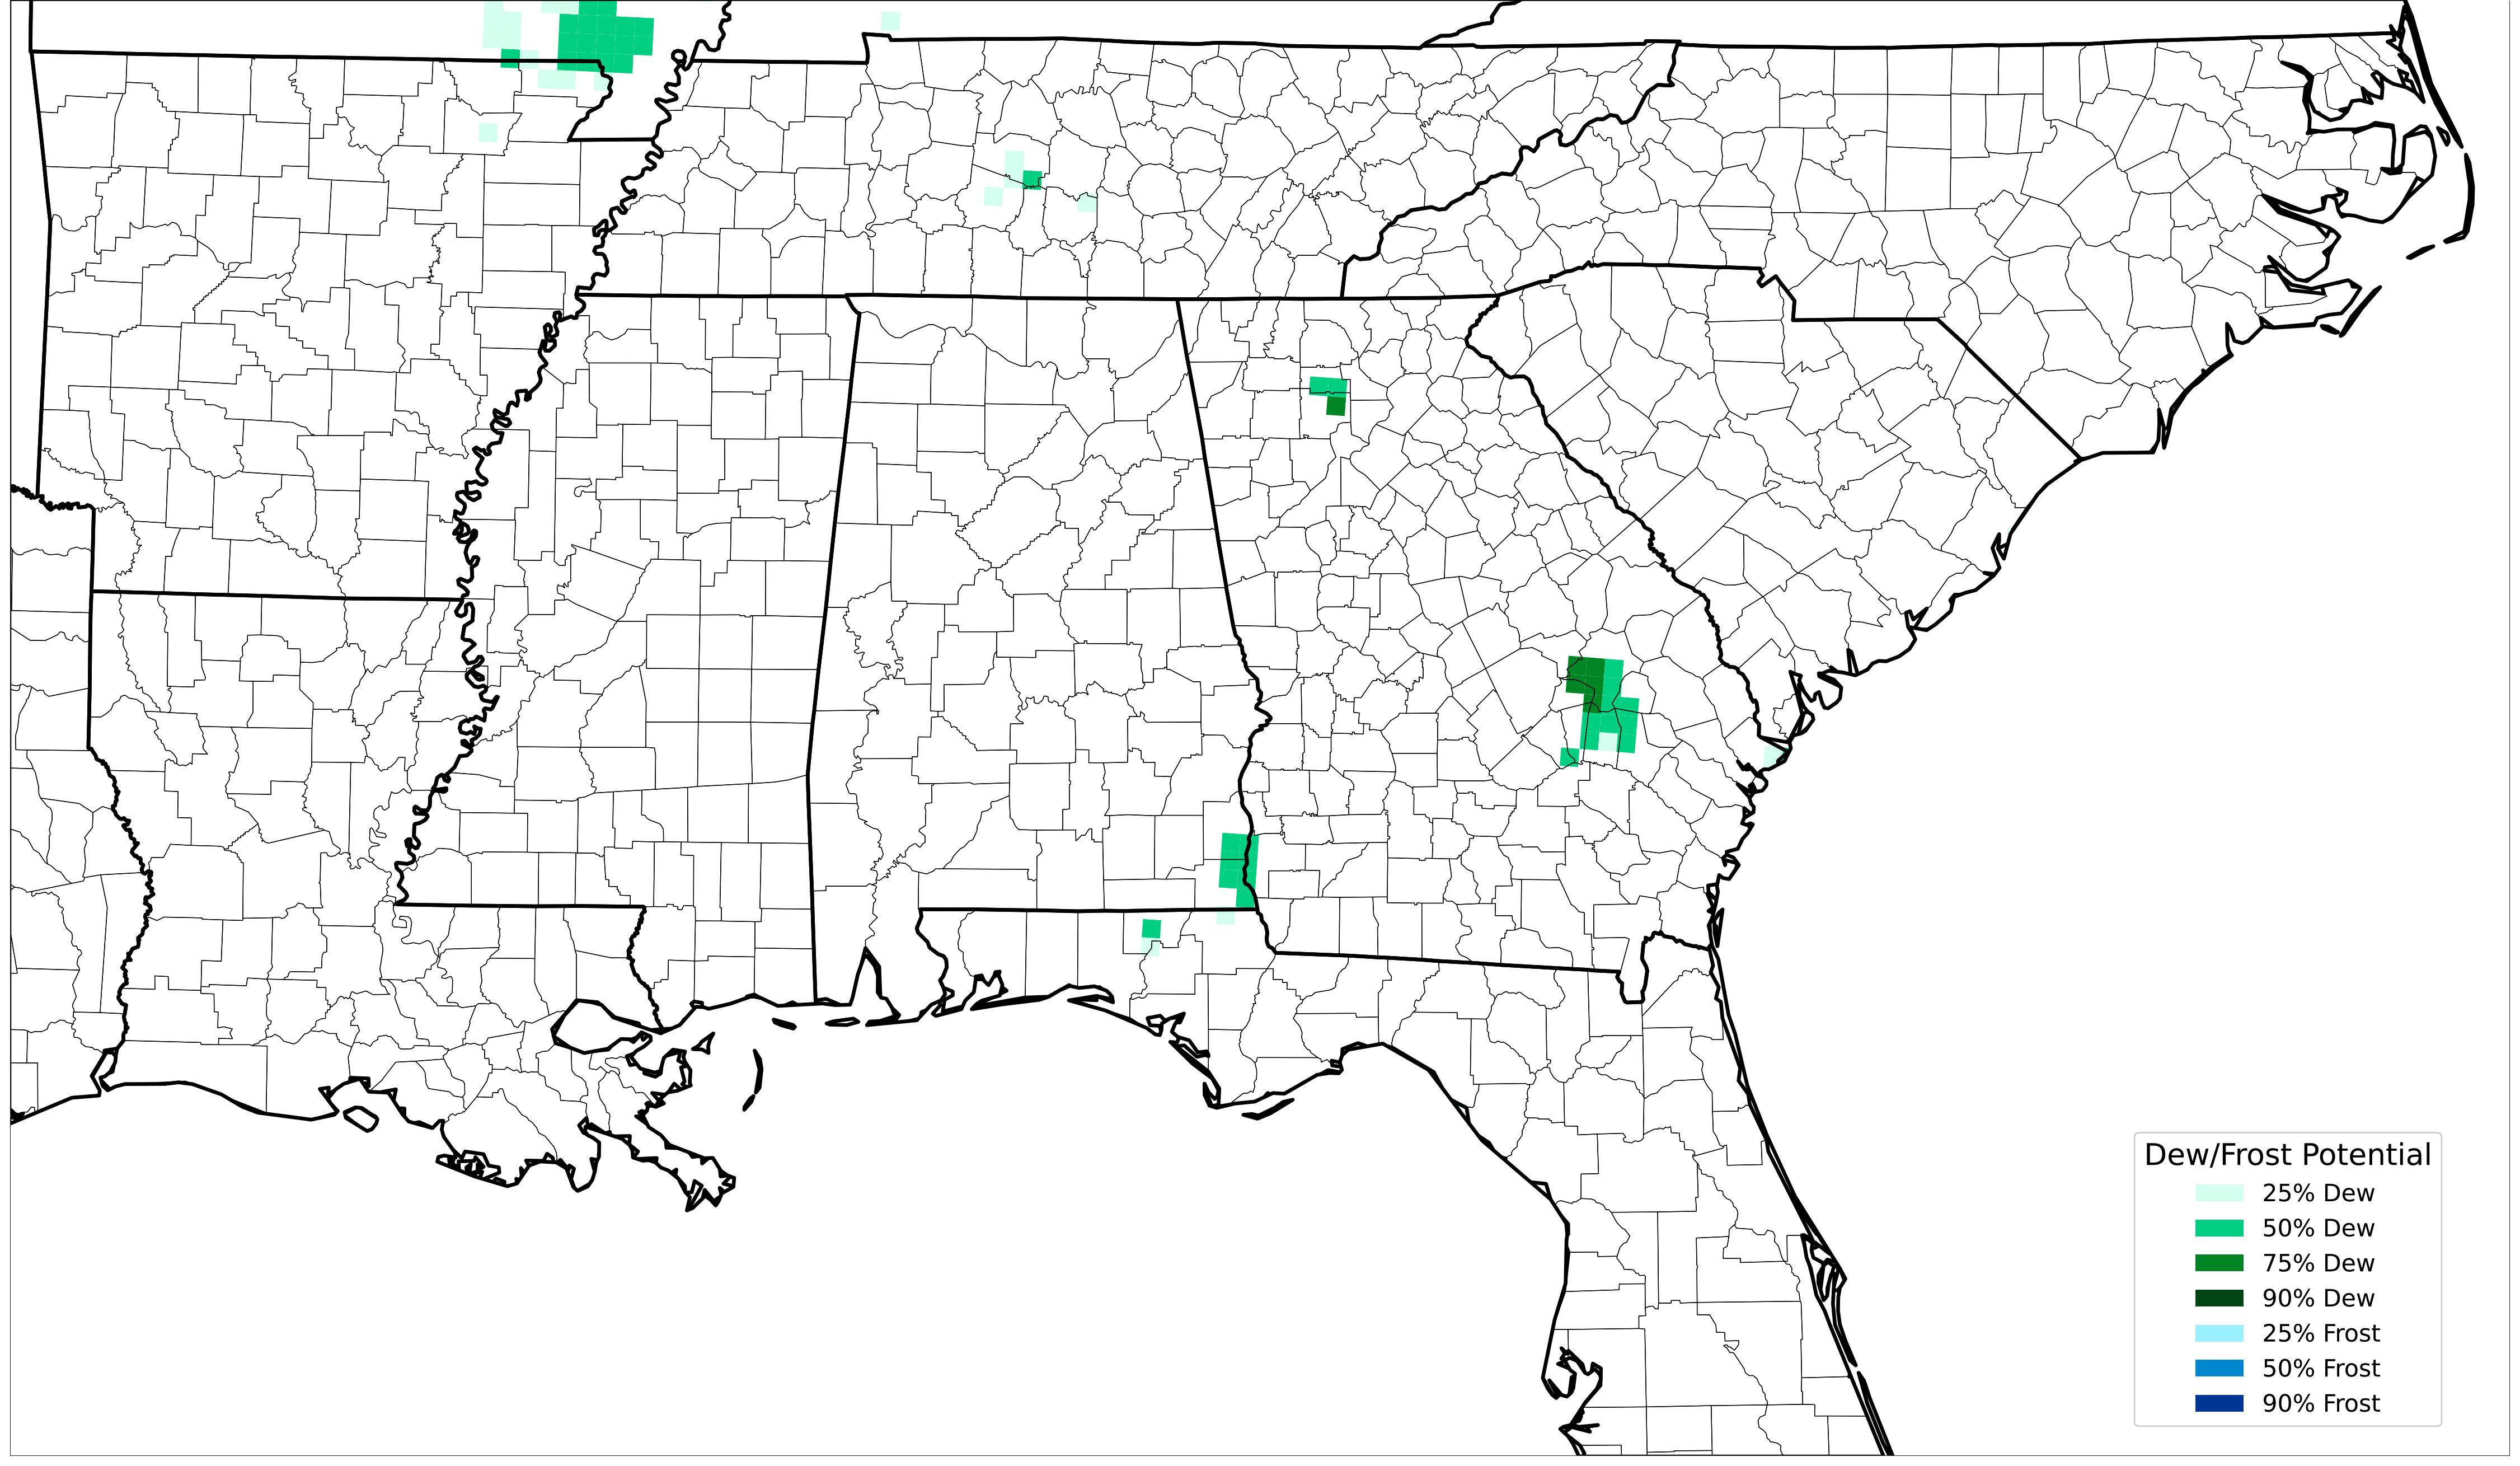 Dew/Frost Potential
25% Dew
50% Dew
75% Dew
90% Dew
25% Frost
50% Frost
90% Frost